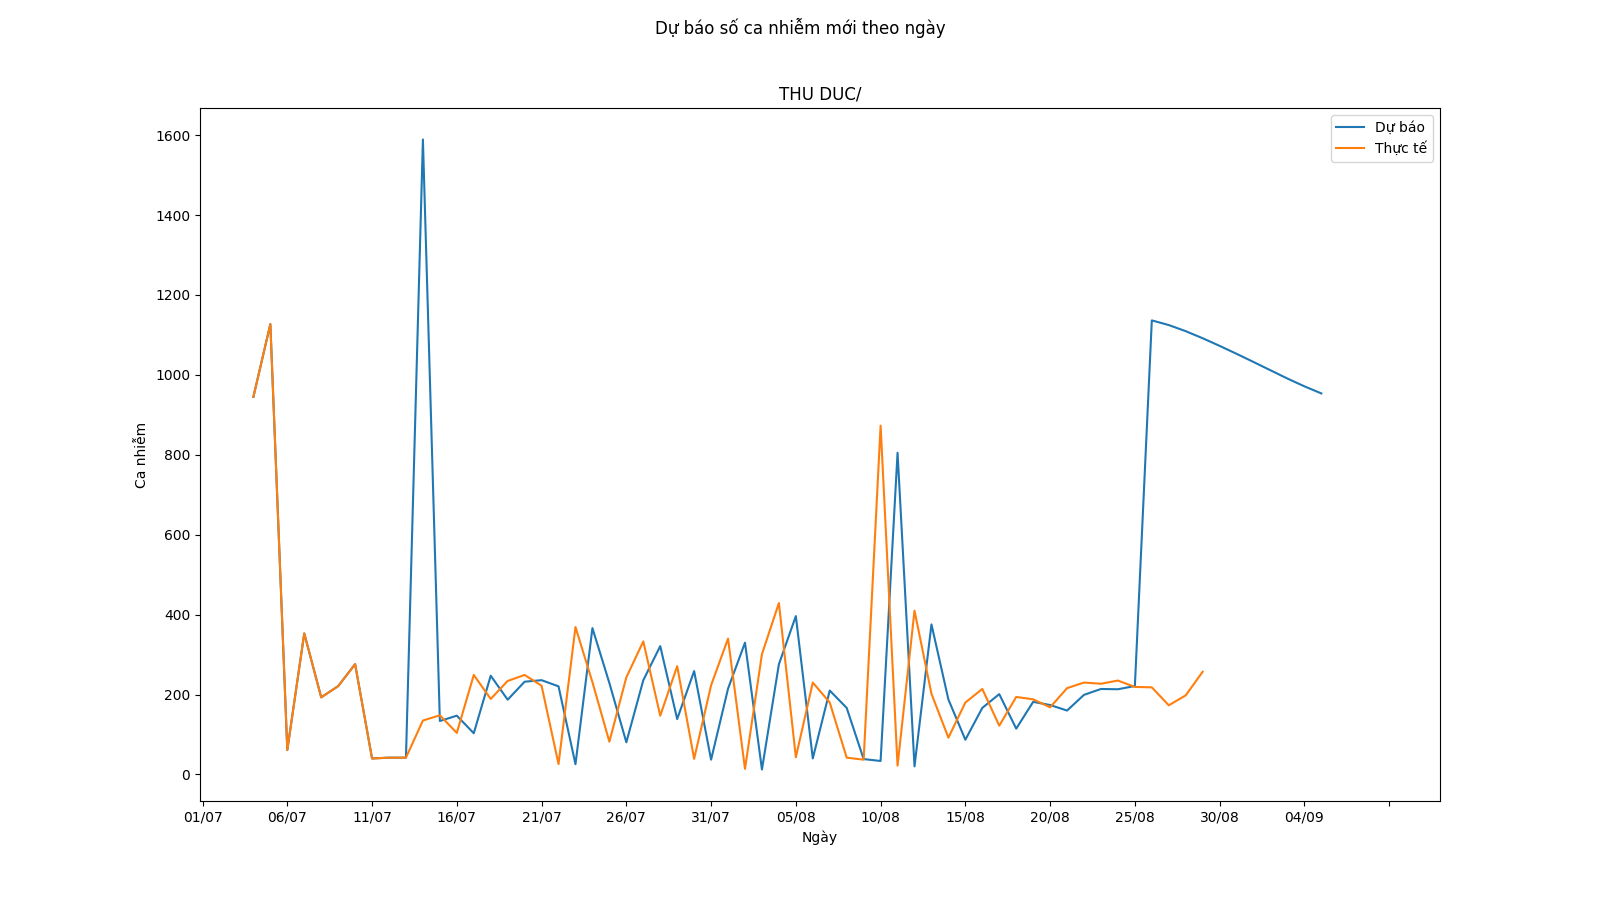 Dự báo số ca nhiễm mới theo ngày
THU DUC/
Dự báo
Thực tế
1600
1400
1200
1000
800
600
400
200
0
Ca nhiễm
01/07 06/07 11/07 16/07 21/07 26/07 31/07 05/08 10/08 15/08 20/08 25/08 30/08 04/09
Ngày